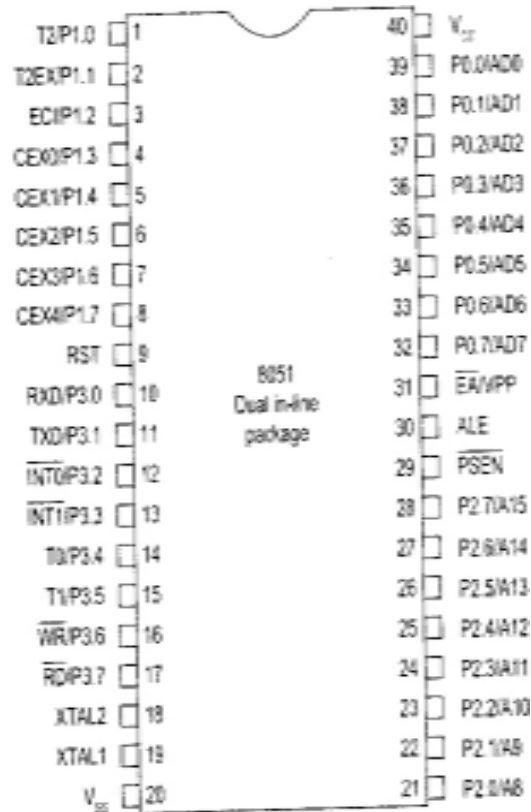 T2/P1.0 1
T2EX/P1.1 2
ECI/P1.2 3
CEX0/P1.3 4
CEX1/P1.4 5
CEX2/P1.5 6
CEX3/P1.6 7
CEX4/P1.7 8
RST 9
RXD/P3.0 10
TXD/P3.1 11
INT0/P3.2 12
INT1/P3.3 13
T0/P3.4 14
T1/P3.5 15
WR/P3.6 16
RD/P3.7 17
XTAL2 18
XTAL1 19
VSS 20
8051
Dual in-line
package
40 VCC
39 P0.0/AD0
38 P0.1/AD1
37 P0.2/AD2
36 P0.3/AD3
35 P0.4/AD4
34 P0.5/AD5
33 P0.6/AD6
32 P0.7/AD7
31 EA/VPP
30 ALE
29 PSEN
28 P2.7/A15
27 P2.6/A14
26 P2.5/A13
25 P2.4/A12
24 P2.3/A11
23 P2.2/A10
22 P2.1/A9
21 P2.0/A8